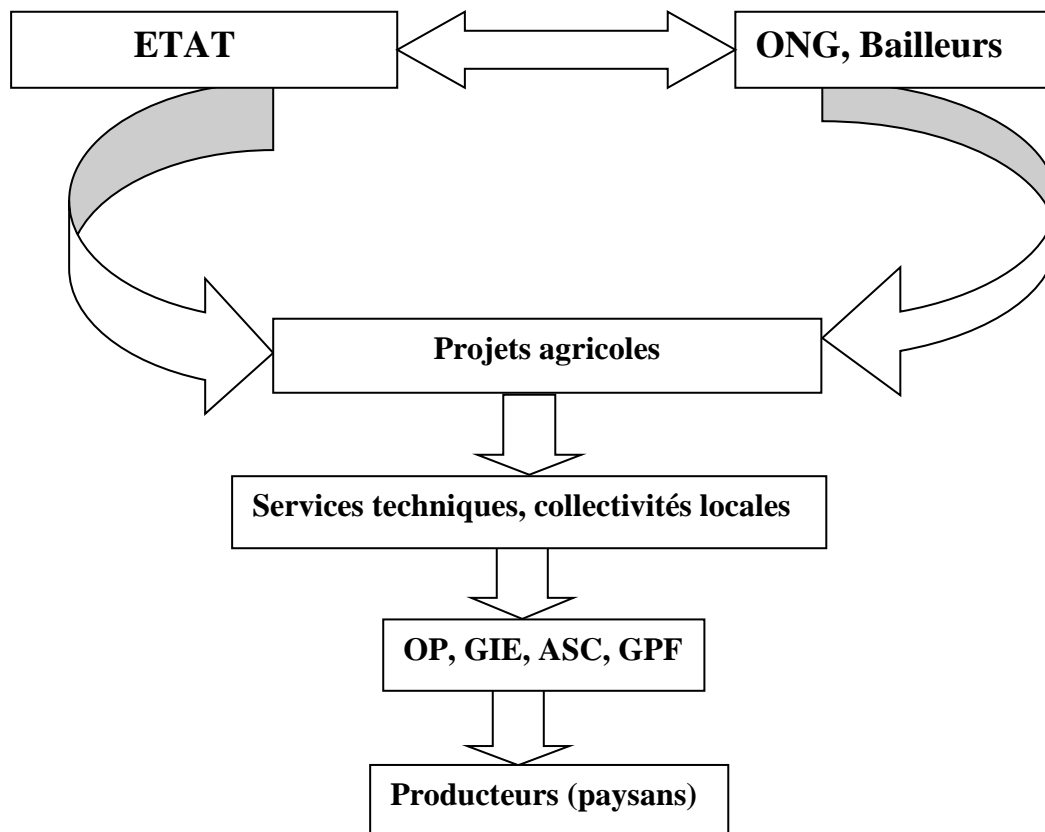 ETAT
ONG, Bailleurs
Projets agricoles
Services techniques, collectivités locales
OP, GIE, ASC, GPF
Producteurs (paysans)